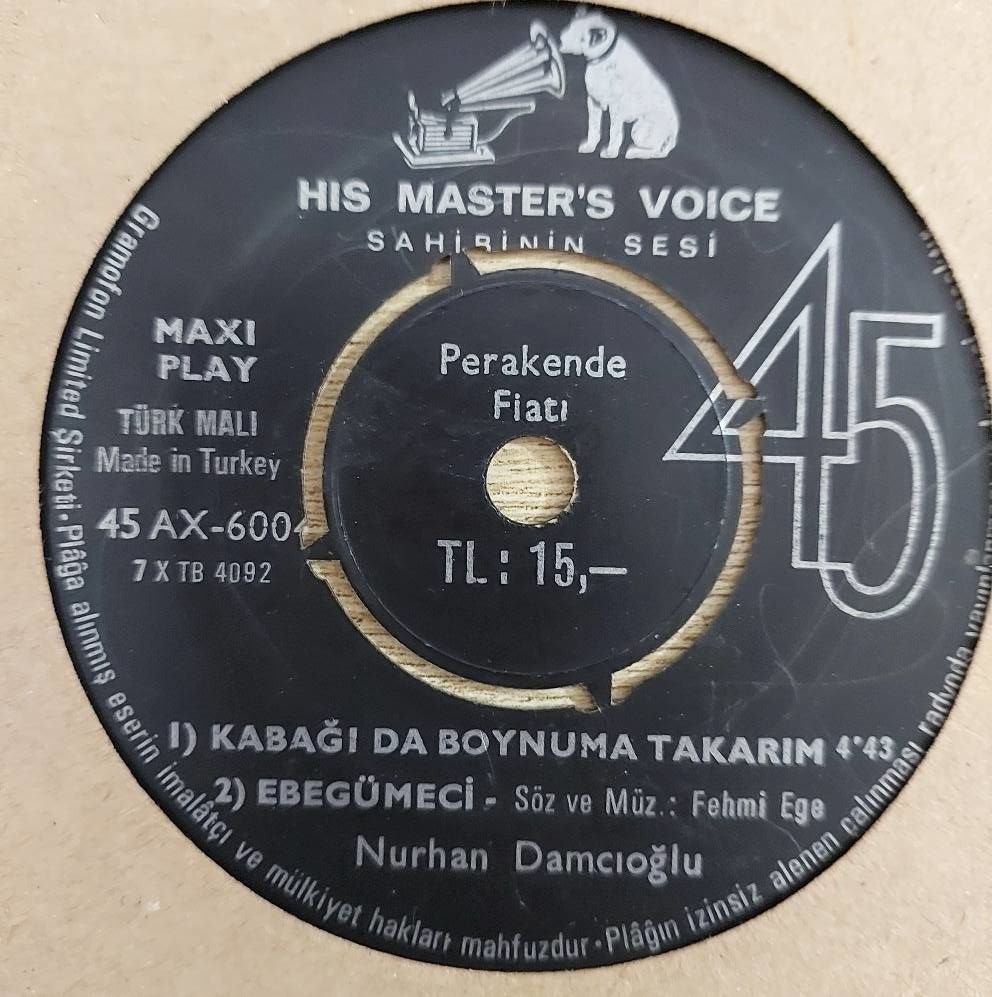 HIS MASTER'S VOICE
SAHİBİNİN SESİ
45
MAXI
PLAY
TÜRK MALI
Made in Turkey
45 AX-6004
7 X TB 4092
Perakende
Fiatı
TL: 15,—
1) KABAĞI DA BOYNUMA TAKARIM 4'43
2) EBEGÜMECİ - Söz ve Müz.: Fehmi Ege
Nurhan Damcıoğlu
Gramofon Limited Şirketi • Plâğa alınmış eserin imalâtçı ve mülkiyet hakları mahfuzdur • Plâğın izinsiz alenen çalınması radyoda